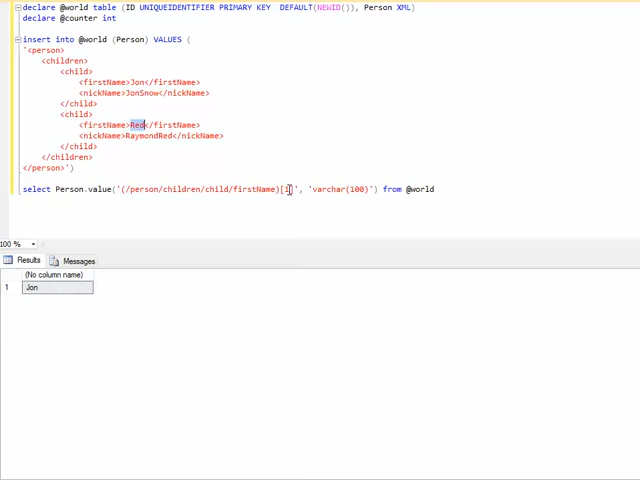 declare @world table (ID UNIQUEIDENTIFIER PRIMARY KEY  DEFAULT(NEWID()), Person XML)
declare @counter int
insert into @world (Person) VALUES (
'<person>
<children>
<child>
<firstName>Jon</firstName>
<nickName>JonSnow</nickName>
</child>
<child>
<firstName>Red</firstName>
<nickName>RaymondRed</nickName>
</child>
</children>
</person>')
select Person.value('(/person/children/child/firstName)[1]', 'varchar(100)') from @world
100 %
Results Messages
(No column name)
1 Jon